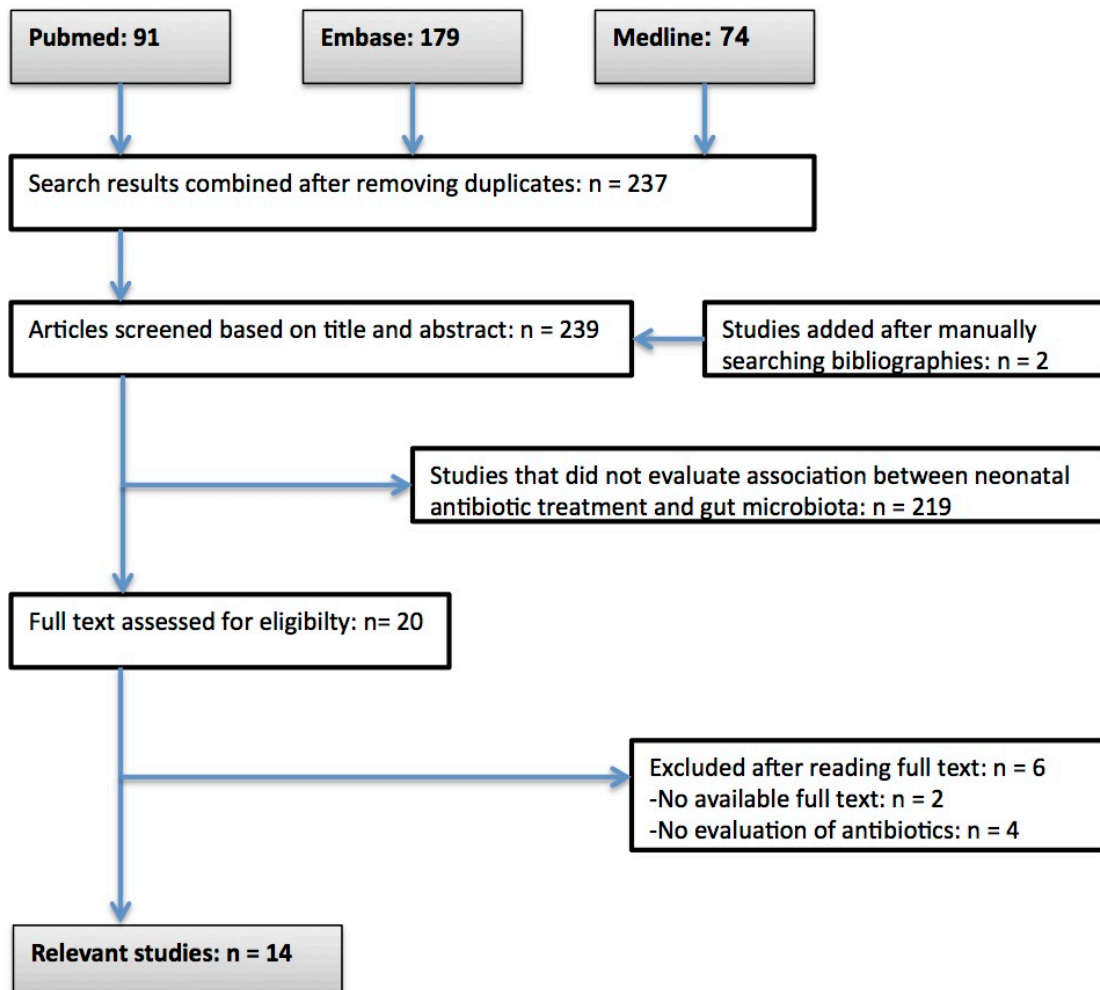 Pubmed: 91
Embase: 179
Medline: 74
Search results combined after removing duplicates: n = 237
Articles screened based on title and abstract: n = 239
Studies added after manually
searching bibliographies: n = 2
Studies that did not evaluate association between neonatal
antibiotic treatment and gut microbiota: n = 219
Full text assessed for eligibilty: n= 20
Excluded after reading full text: n = 6
-No available full text: n = 2
-No evaluation of antibiotics: n = 4
Relevant studies: n = 14